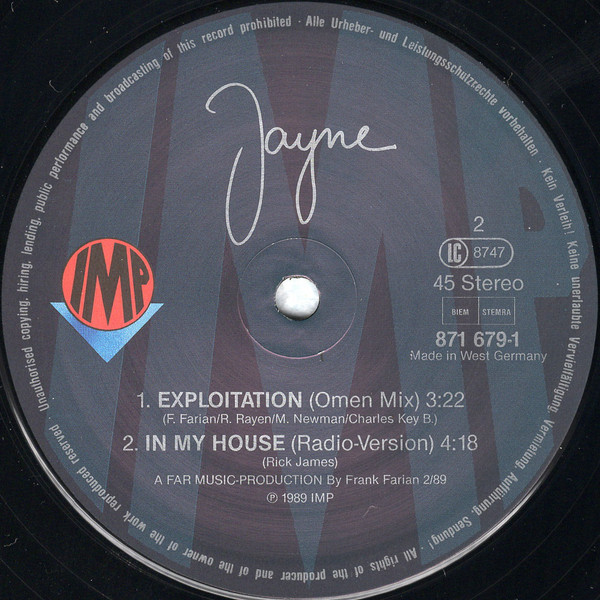 Unauthorised copying, hiring, lending, public performance and broadcasting of this record prohibited · Alle Urheber- und Leistungsschutzrechte vorbehalten · Kein Verleih! Keine unerlaubte Vervielfältigung, Vermietung, Aufführung, Sendung! All rights of the producer and of the owner of the work reproduced reserved ·
Jayne
2
LC 8747
45 Stereo
BIEM STEMRA
871 679-1
Made in West Germany
IMP
1. EXPLOITATION (Omen Mix) 3:22
(F. Farian/R. Rayen/M. Newman/Charles Key B.)
2. IN MY HOUSE (Radio-Version) 4:18
(Rick James)
A FAR MUSIC-PRODUCTION By Frank Farian 2/89
℗ 1989 IMP